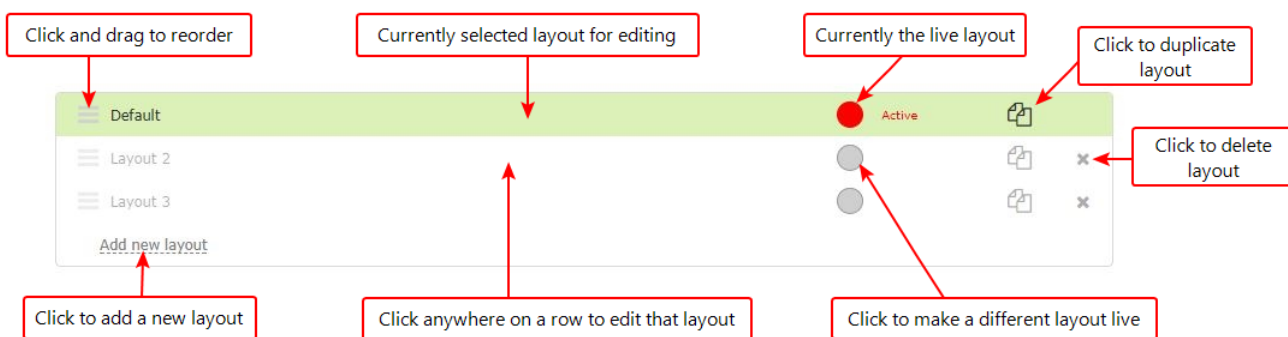 Click and drag to reorder
Currently selected layout for editing
Currently the live layout
Click to duplicate
layout
Default
Active
Layout 2
Click to delete
layout
Layout 3
Add new layout
Click to add a new layout
Click anywhere on a row to edit that layout
Click to make a different layout live